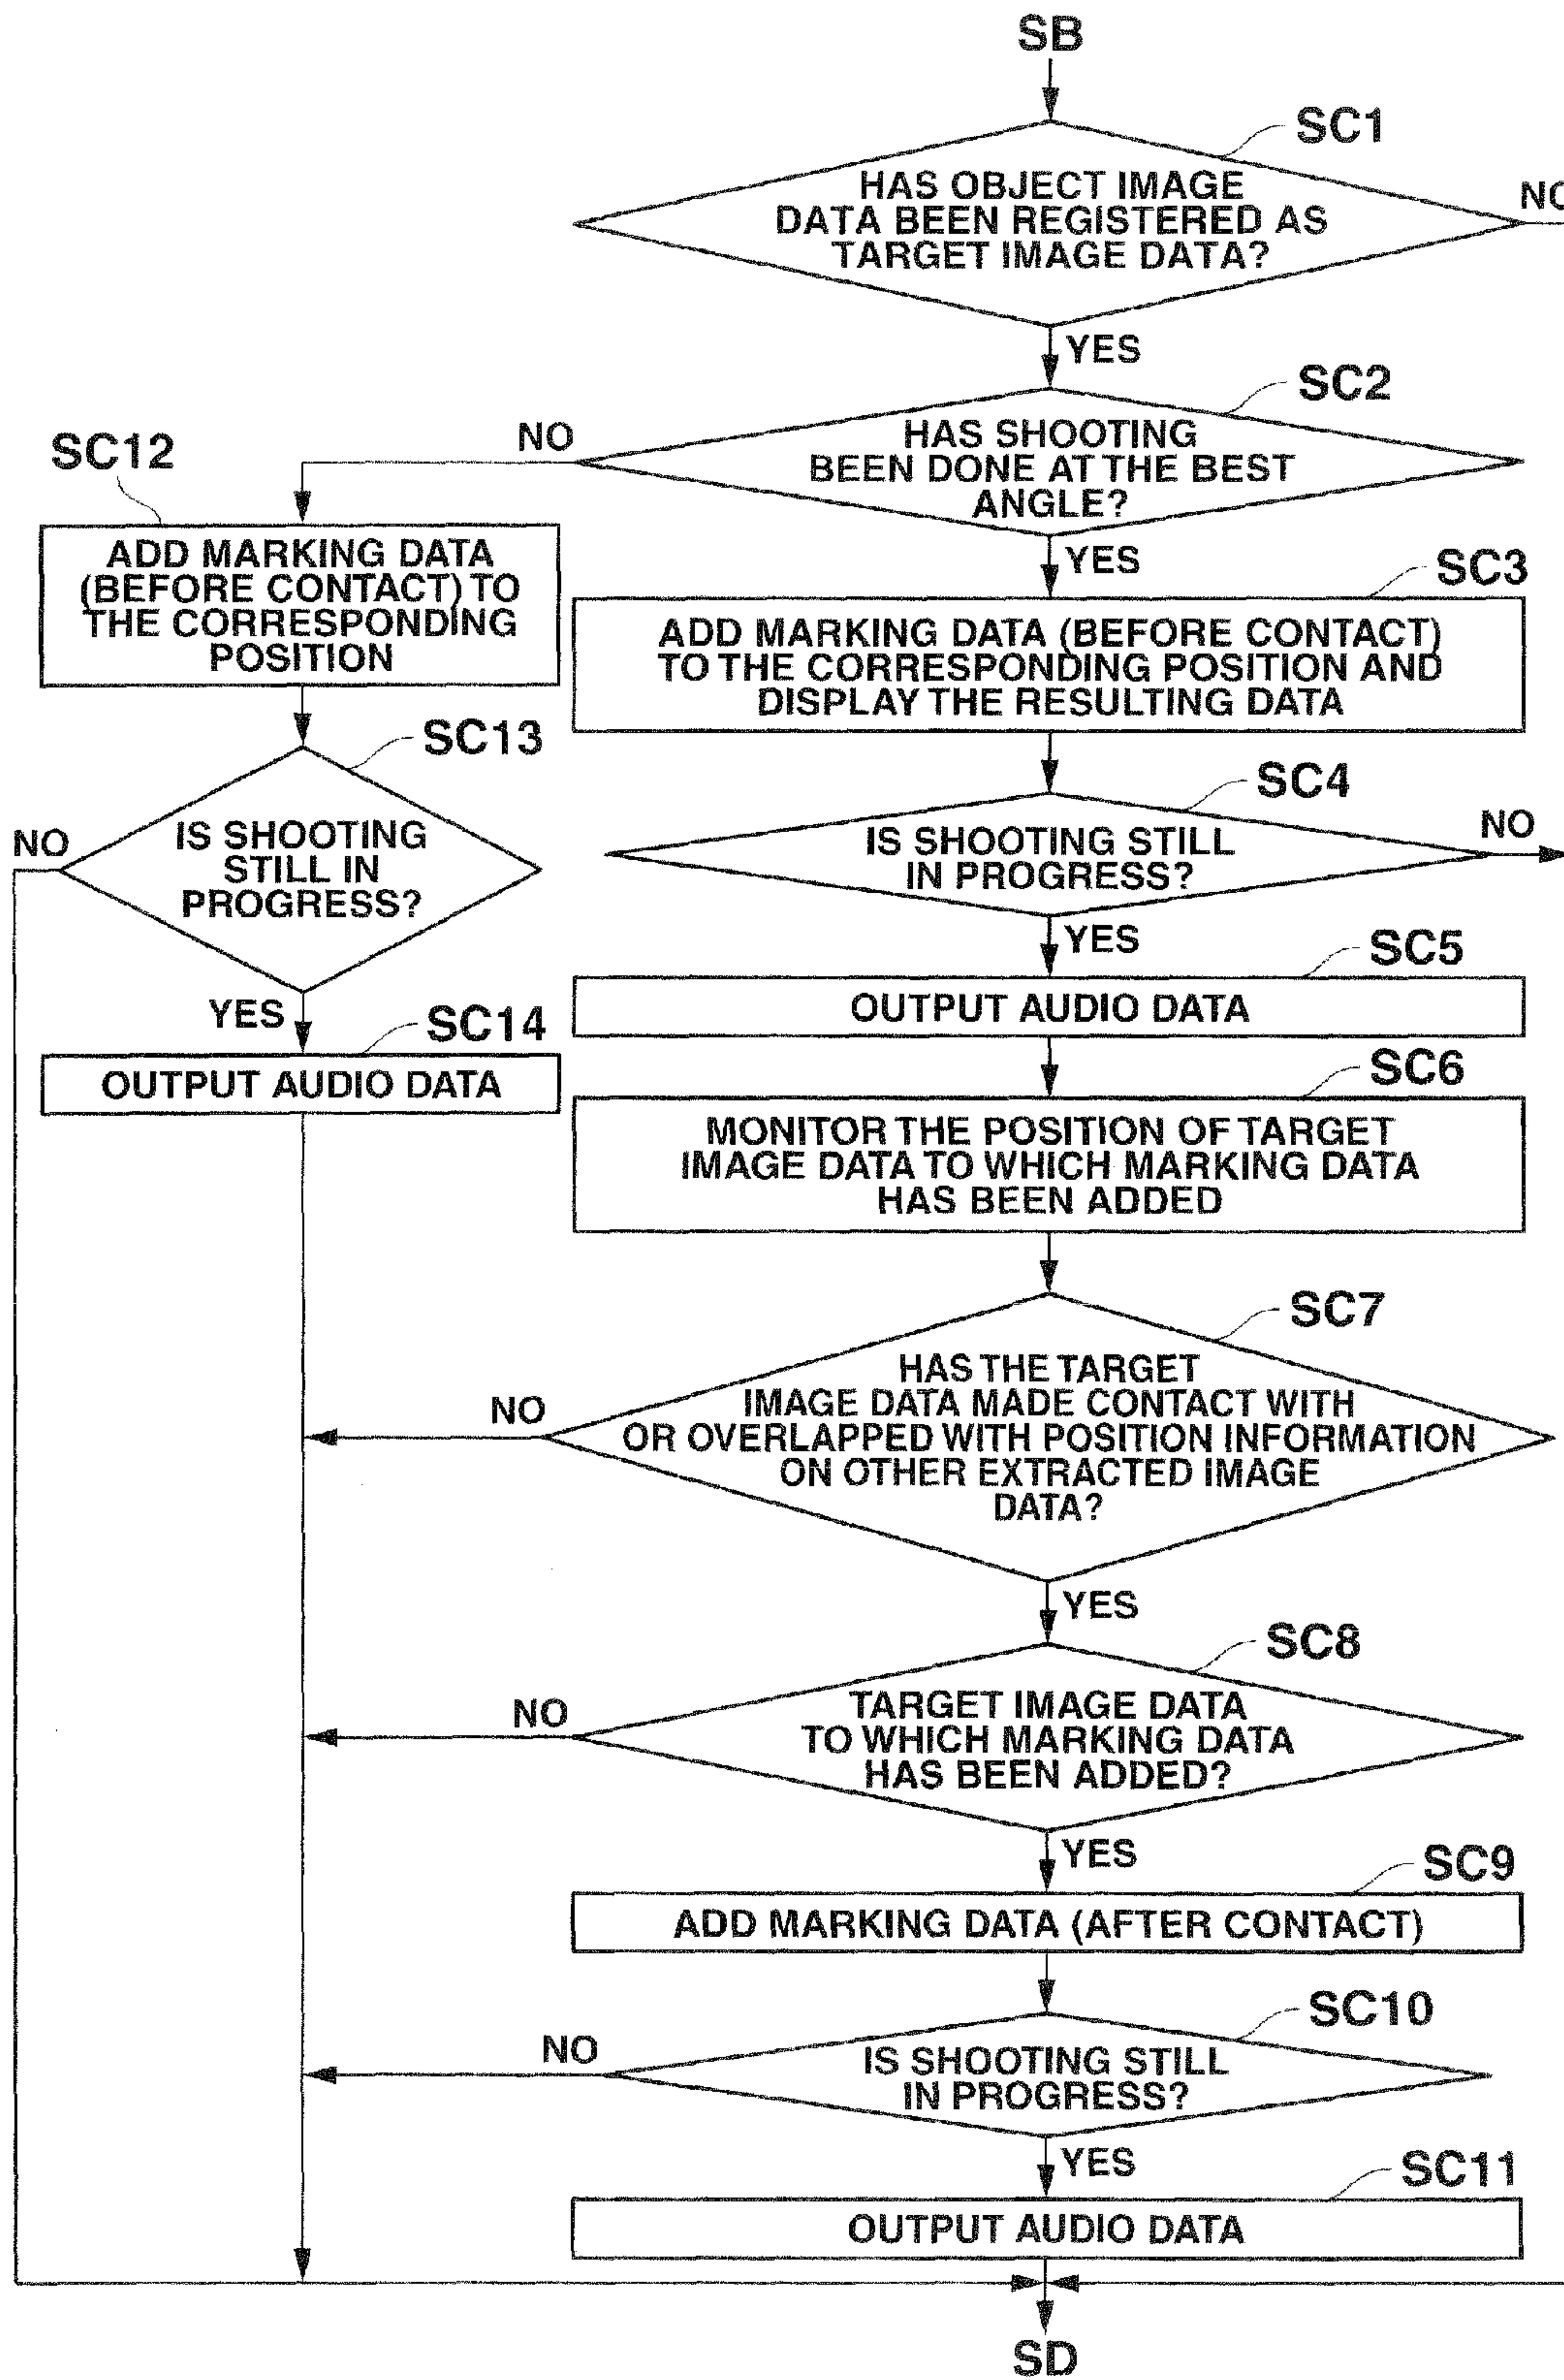 SB
SC1
HAS OBJECT IMAGE
DATA BEEN REGISTERED AS
TARGET IMAGE DATA?
YES
SC2
HAS SHOOTING
BEEN DONE AT THE BEST
ANGLE?
NO
YES
SC12
ADD MARKING DATA
(BEFORE CONTACT) TO
THE CORRESPONDING
POSITION
SC3
ADD MARKING DATA (BEFORE CONTACT)
TO THE CORRESPONDING POSITION AND
DISPLAY THE RESULTING DATA
SC13
IS SHOOTING
STILL IN
PROGRESS?
NO
YES
SC4
IS SHOOTING STILL
IN PROGRESS?
NO
YES
SC14
OUTPUT AUDIO DATA
SC5
OUTPUT AUDIO DATA
SC6
MONITOR THE POSITION OF TARGET
IMAGE DATA TO WHICH MARKING DATA
HAS BEEN ADDED
SC7
HAS THE TARGET
IMAGE DATA MADE CONTACT WITH
OR OVERLAPPED WITH POSITION INFORMATION
ON OTHER EXTRACTED IMAGE
DATA?
NO
YES
SC8
TARGET IMAGE DATA
TO WHICH MARKING DATA
HAS BEEN ADDED?
NO
YES
SC9
ADD MARKING DATA (AFTER CONTACT)
SC10
IS SHOOTING STILL
IN PROGRESS?
NO
YES
SC11
OUTPUT AUDIO DATA
SD